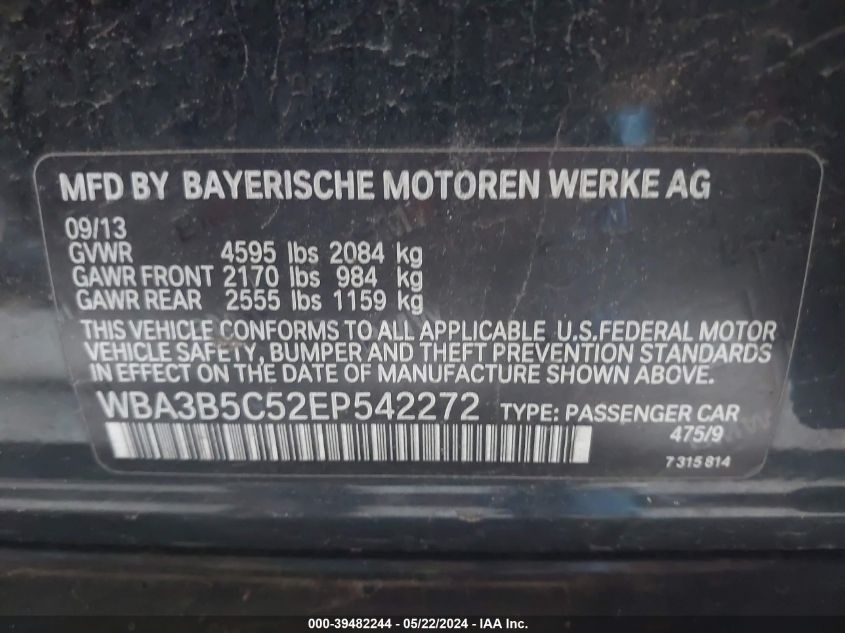 MFD BY BAYERISCHE MOTOREN WERKE AG
09/13
GVWR 4595 lbs 2084 kg
GAWR FRONT 2170 lbs 984 kg
GAWR REAR 2555 lbs 1159 kg
THIS VEHICLE CONFORMS TO ALL APPLICABLE U.S.FEDERAL MOTOR
VEHICLE SAFETY, BUMPER AND THEFT PREVENTION STANDARDS
IN EFFECT ON THE DATE OF MANUFACTURE SHOWN ABOVE.
WBA3B5C52EP542272 TYPE: PASSENGER CAR
475/9
7 315 814
000-39482244 - 05/22/2024 - IAA Inc.